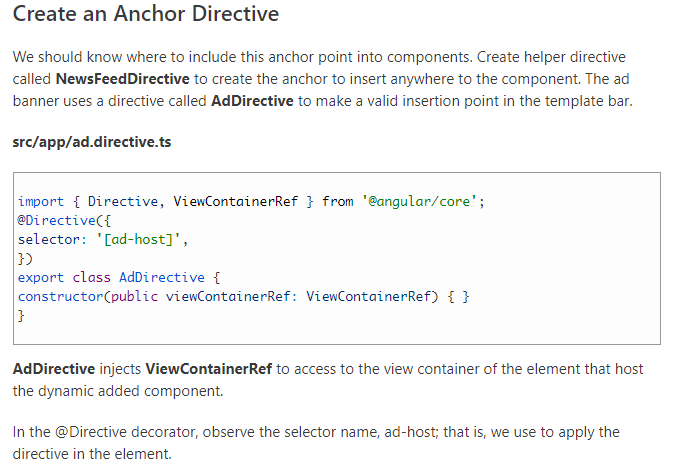 Create an Anchor Directive
We should know where to include this anchor point into components. Create helper directive
called NewsFeedDirective to create the anchor to insert anywhere to the component. The ad
banner uses a directive called AdDirective to make a valid insertion point in the template bar.
src/app/ad.directive.ts
import { Directive, ViewContainerRef } from '@angular/core';
@Directive({
selector: '[ad-host]',
})
export class AdDirective {
constructor(public viewContainerRef: ViewContainerRef) { }
}
AdDirective injects ViewContainerRef to access to the view container of the element that host
the dynamic added component.
In the @Directive decorator, observe the selector name, ad-host; that is, we use to apply the
directive in the element.